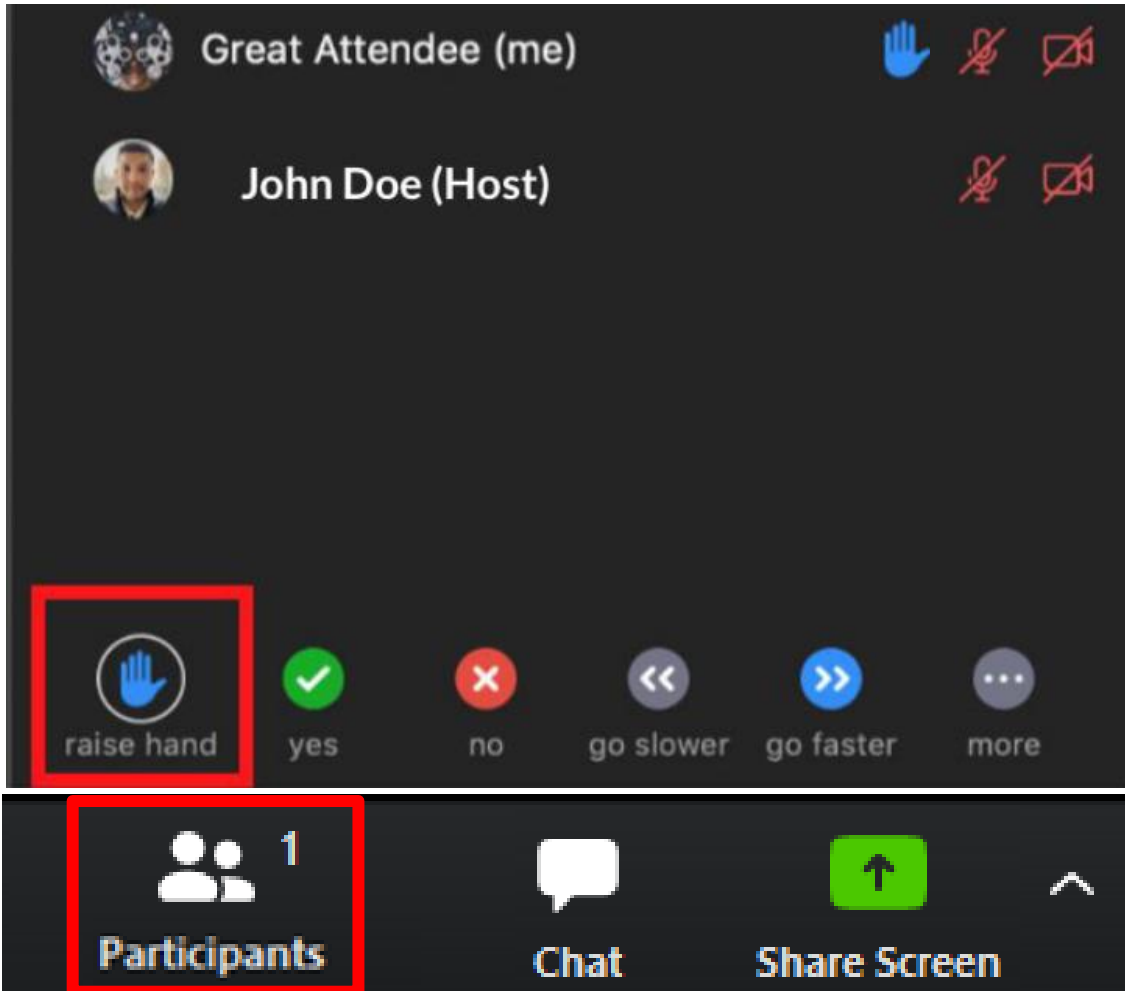 Great Attendee (me)
John Doe (Host)
raise hand yes no go slower go faster more
1
Participants Chat Share Screen